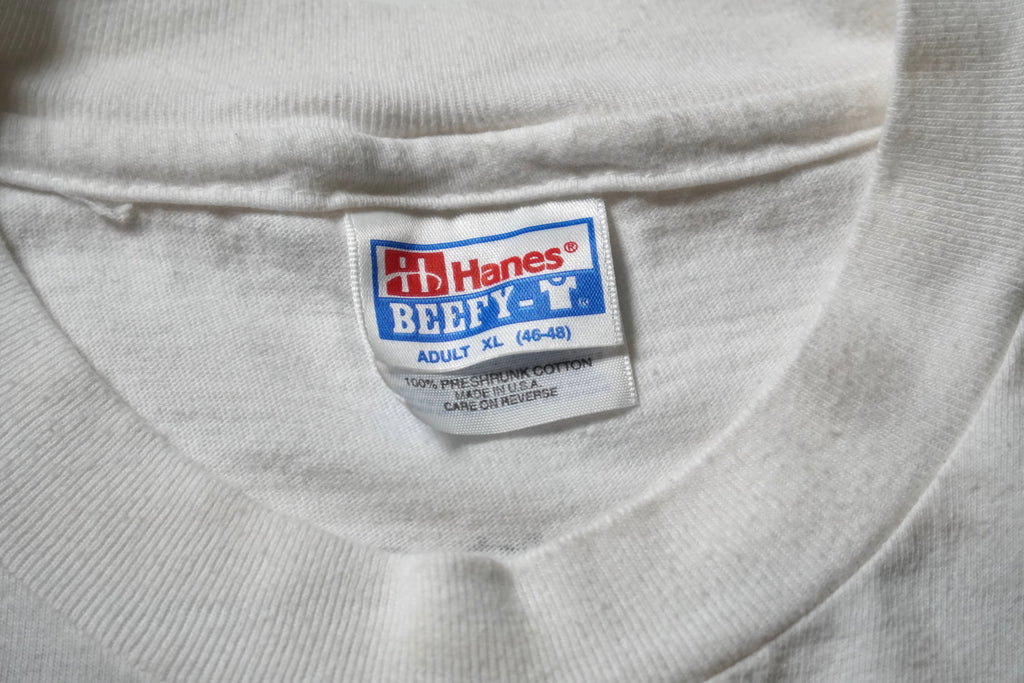 Hanes®
BEEFY-T®
ADULT XL (46-48)
100% PRESHRUNK COTTON
MADE IN U.S.A.
CARE ON REVERSE